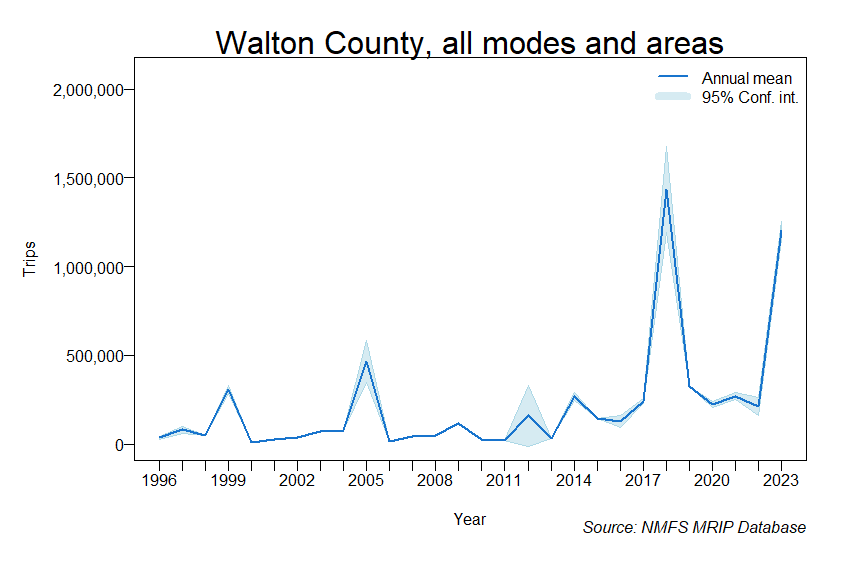 Walton County, all modes and areas
Annual mean
95% Conf. int.
2,000,000
1,500,000
1,000,000
500,000
0
Trips
1996 1999 2002 2005 2008 2011 2014 2017 2020 2023
Year
Source: NMFS MRIP Database